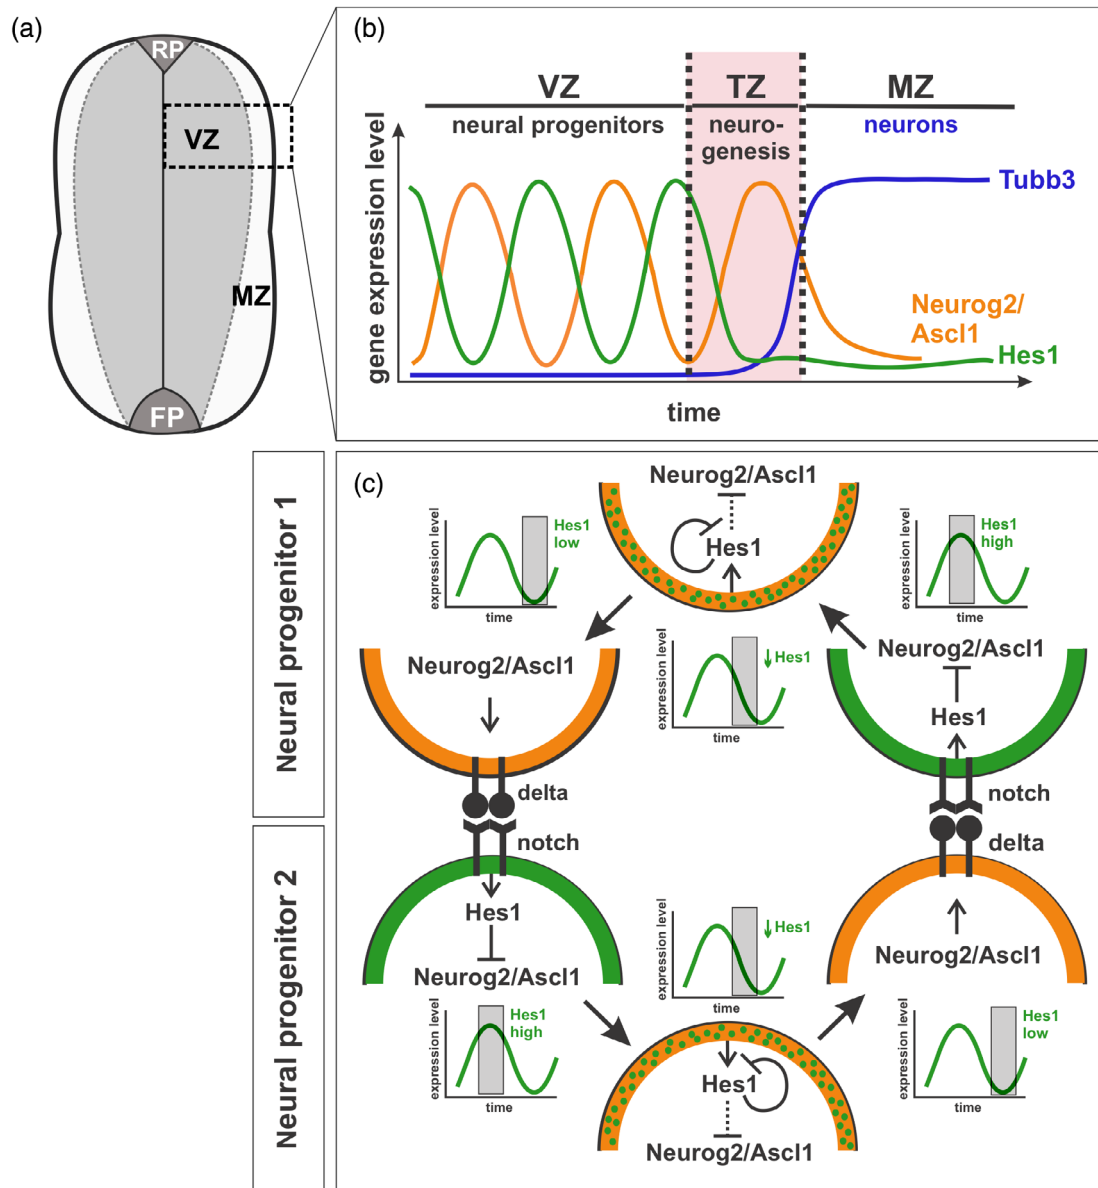 (a)
RP
VZ
MZ
FP
(b)
VZ
TZ
MZ
neural progenitors
neuro-
genesis
neurons
gene expression level
Tubb3
Neurog2/
Ascl1
Hes1
time
Neural progenitor 1
Neural progenitor 2
(c)
Neurog2/Ascl1
Hes1
expression level
Hes1
low
time
expression level
Hes1
high
time
expression level
Hes1
time
Neurog2/Ascl1
delta
notch
Hes1
Neurog2/Ascl1
Neurog2/Ascl1
Hes1
notch
delta
Neurog2/Ascl1
expression level
Hes1
time
expression level
Hes1
high
time
Hes1
Neurog2/Ascl1
expression level
Hes1
low
time